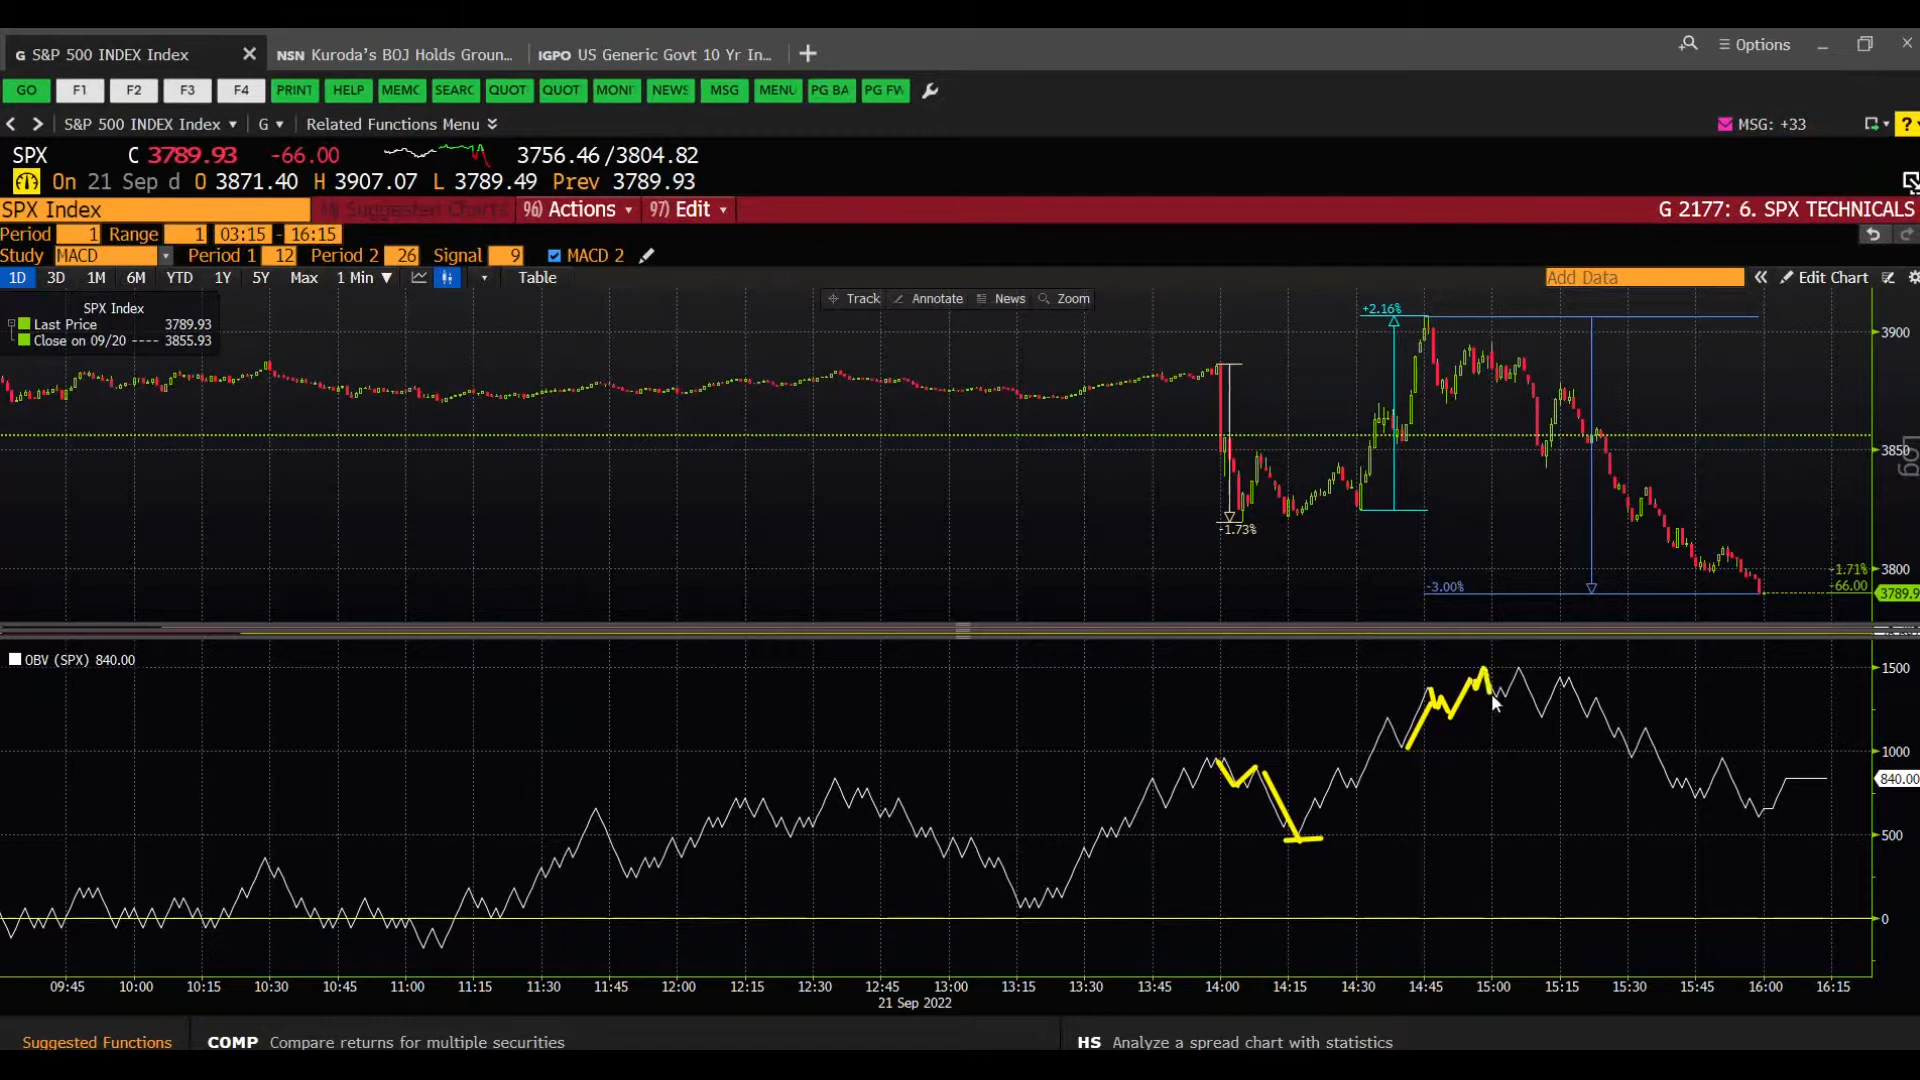 G S&P 500 INDEX Index NSN Kuroda's BOJ Holds Groun... IGPO US Generic Govt 10 Yr In... Options
GO F1 F2 F3 F4 PRINT HELP MEMC SEARC QUOT QUOT MONI NEWS MSG MENU PG BA PG FW
S&P 500 INDEX Index G Related Functions Menu MSG: +33 ?
SPX C 3789.93 -66.00 3756.46 /3804.82
On 21 Sep d O 3871.40 H 3907.07 L 3789.49 Prev 3789.93
SPX Index Suggested Charts 96) Actions 97) Edit G 2177: 6. SPX TECHNICALS
Period 1 Range 1 03:15 - 16:15
Study MACD Period 1 12 Period 2 26 Signal 9 MACD 2
1D 3D 1M 6M YTD 1Y 5Y Max 1 Min Table Add Data Edit Chart
Track Annotate News Zoom
SPX Index
Last Price 3789.93
Close on 09/20 ---- 3855.93
+2.16%
3900
3850
Log
-1.73%
3800
-1.71%
-66.00
-3.00%
3789.9
OBV (SPX) 840.00
1500
1000
840.00
500
0
09:45 10:00 10:15 10:30 10:45 11:00 11:15 11:30 11:45 12:00 12:15 12:30 12:45 13:00 13:15 13:30 13:45 14:00 14:15 14:30 14:45 15:00 15:15 15:30 15:45 16:00 16:15
21 Sep 2022
Suggested Functions COMP Compare returns for multiple securities HS Analyze a spread chart with statistics